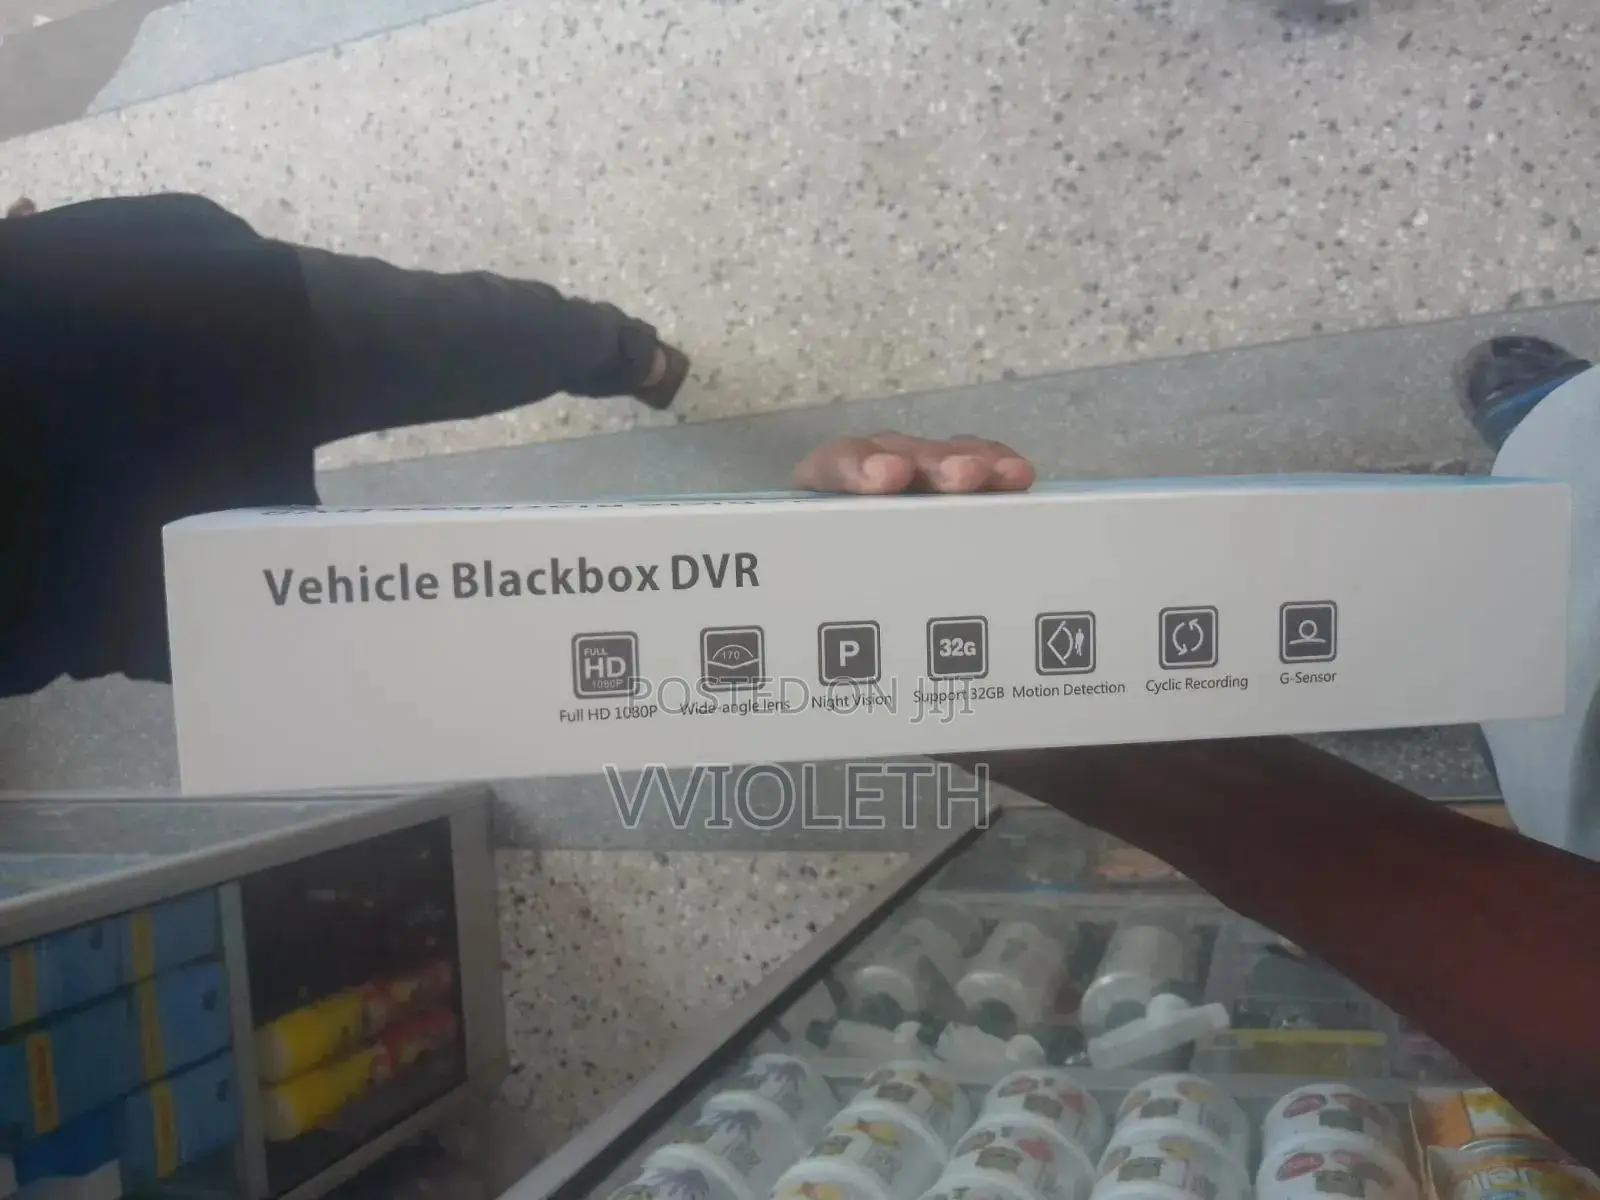 Vehicle Blackbox DVR
FULL
HD
1080P
170
P
32G
Full HD 1080P
Wide-angle lens
Night Vision
Support 32GB
Motion Detection
Cyclic Recording
G-Sensor
POSTED ON JIJI
VVIOLETH